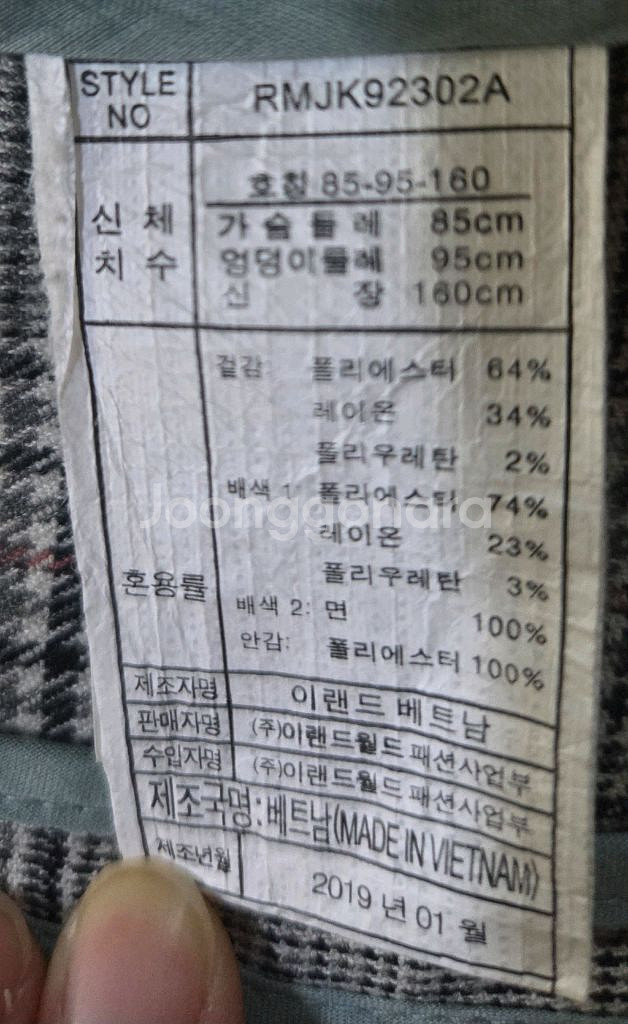 STYLE NO RMJK92302A
호칭 85-95-160
신 체 가 슴 둘 레 85cm
치 수 엉덩이둘레 95cm
신 장 160cm
겉감: 폴리에스터 64%
레이온 34%
폴리우레탄 2%
배색 1: 폴리에스터 74%
레이온 23%
혼용률 폴리우레탄 3%
배색 2: 면 100%
안감: 폴리에스터 100%
제조자명 이랜드 베트남
판매자명 (주)이랜드월드 패션사업부
수입자명 (주)이랜드월드 패션사업부
제조국명: 베트남(MADE IN VIETNAM)
제조년월 2019 년 01 월
Joonggonara